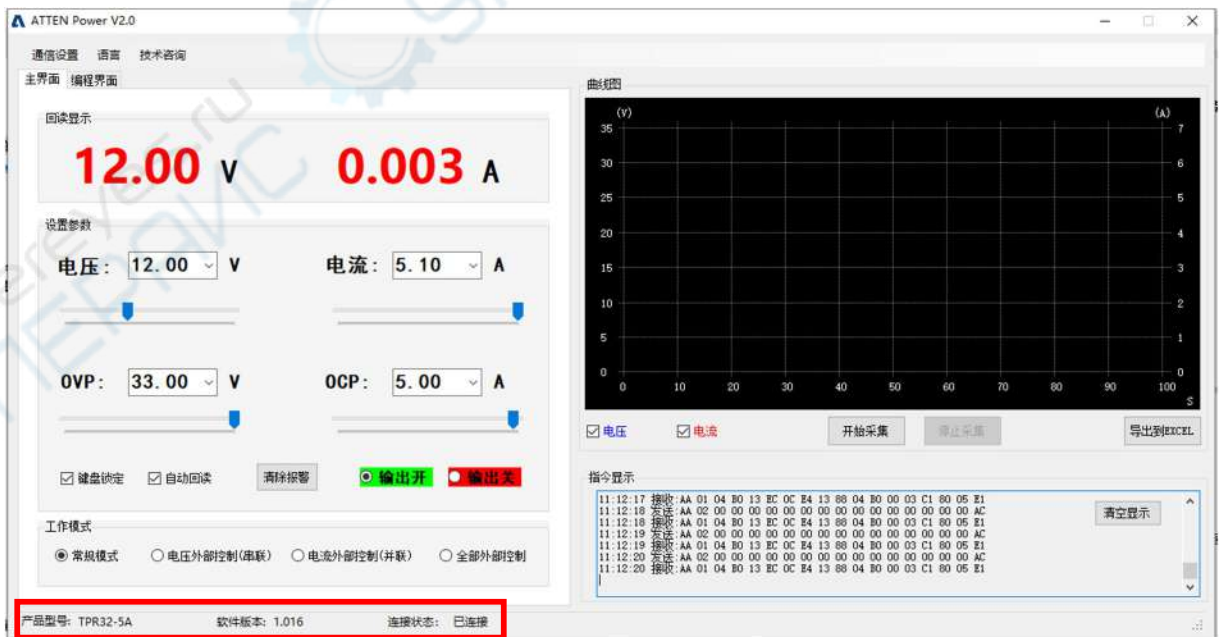 ATTEN Power V2.0
通信设置 语言 技术咨询
主界面 编程界面
回读显示
12.00 V 0.003 A
设置参数
电压: 12.00 V 电流: 5.10 A
OVP: 33.00 V OCP: 5.00 A
键盘锁定 自动回读 清除报警 输出开 输出关
工作模式
常规模式 电压外部控制(串联) 电流外部控制(并联) 全部外部控制
曲线图
(V) (A)
35 7
30 6
25 5
20 4
15 3
10 2
5 1
0 0
0 10 20 30 40 50 60 70 80 90 100
S
电压 电流 开始采集 停止采集 导出到EXCEL
指令显示
11:12:17 接收:AA 01 04 B0 13 EC 0C E4 13 88 04 B0 00 03 C1 80 05 E1
11:12:18 发送:AA 02 00 00 00 00 00 00 00 00 00 00 00 00 00 00 00 AC
11:12:18 接收:AA 01 04 B0 13 EC 0C E4 13 88 04 B0 00 03 C1 80 05 E1
11:12:19 发送:AA 02 00 00 00 00 00 00 00 00 00 00 00 00 00 00 00 AC
11:12:19 接收:AA 01 04 B0 13 EC 0C E4 13 88 04 B0 00 03 C1 80 05 E1
11:12:20 发送:AA 02 00 00 00 00 00 00 00 00 00 00 00 00 00 00 00 AC
11:12:20 接收:AA 01 04 B0 13 EC 0C E4 13 88 04 B0 00 03 C1 80 05 E1
清空显示
产品型号: TPR32-5A 软件版本: 1.016 连接状态: 已连接